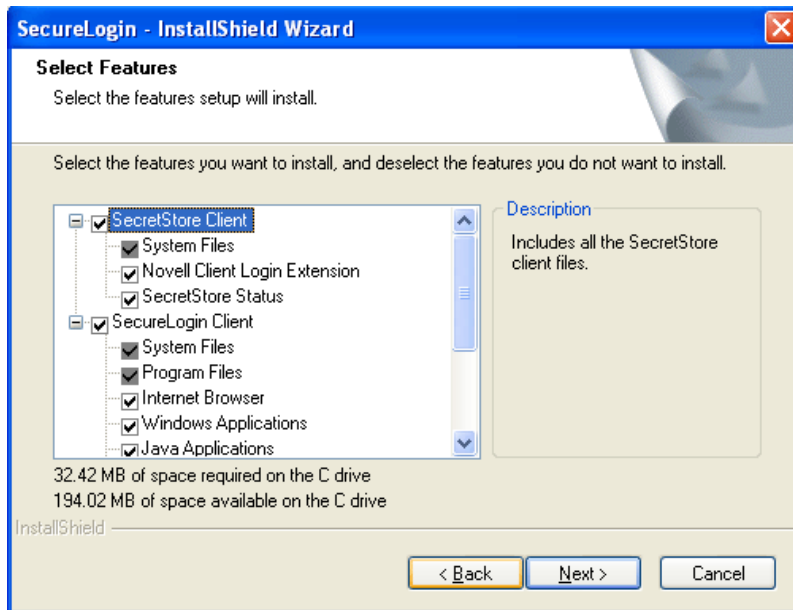 SecureLogin - InstallShield Wizard
Select Features
Select the features setup will install.
Select the features you want to install, and deselect the features you do not want to install.
SecretStore Client
System Files
Novell Client Login Extension
SecretStore Status
SecureLogin Client
System Files
Program Files
Internet Browser
Windows Applications
Java Applications
Description
Includes all the SecretStore
client files.
32.42 MB of space required on the C drive
194.02 MB of space available on the C drive
InstallShield
< Back
Next >
Cancel